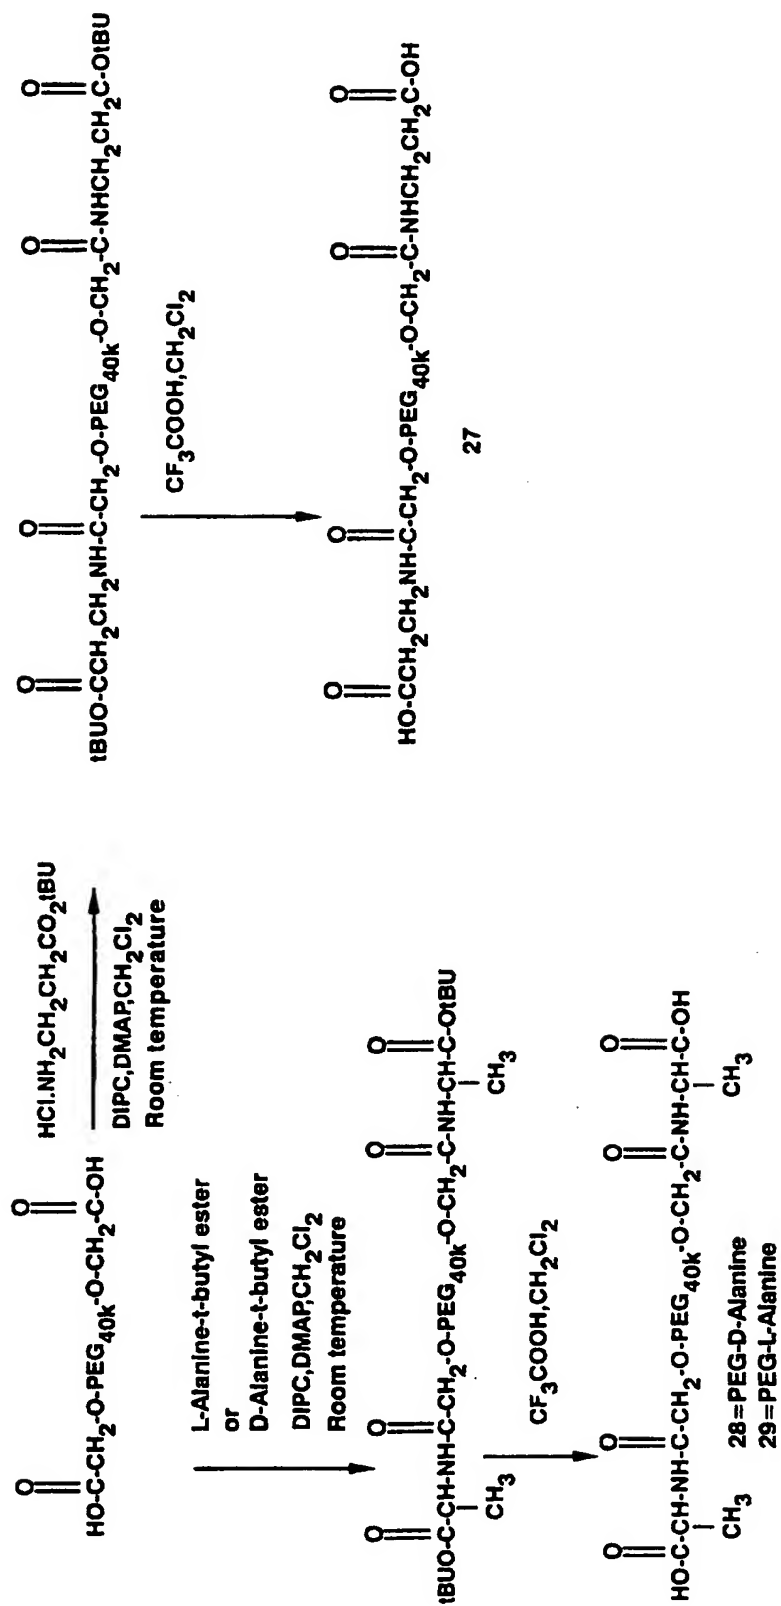 O O
HO-C-CH2-O-PEG40k-O-CH2-C-OH
HCl.NH2CH2CH2CO2tBU
DIPC,DMAP,CH2Cl2
Room temperature
O O O O
tBUO-CCH2CH2NH-C-CH2-O-PEG40k-O-CH2-C-NHCH2CH2C-OtBU
CF3COOH,CH2Cl2
O O O O
HO-CCH2CH2NH-C-CH2-O-PEG40k-O-CH2-C-NHCH2CH2C-OH
27
L-Alanine-t-butyl ester
or
D-Alanine-t-butyl ester
DIPC,DMAP,CH2Cl2
Room temperature
O O O O
tBUO-C-CH-NH-C-CH2-O-PEG40k-O-CH2-C-NH-CH-C-OtBU
CH3 CH3
CF3COOH,CH2Cl2
O O O O
HO-C-CH-NH-C-CH2-O-PEG40k-O-CH2-C-NH-CH-C-OH
CH3 CH3
28=PEG-D-Alanine
29=PEG-L-Alanine